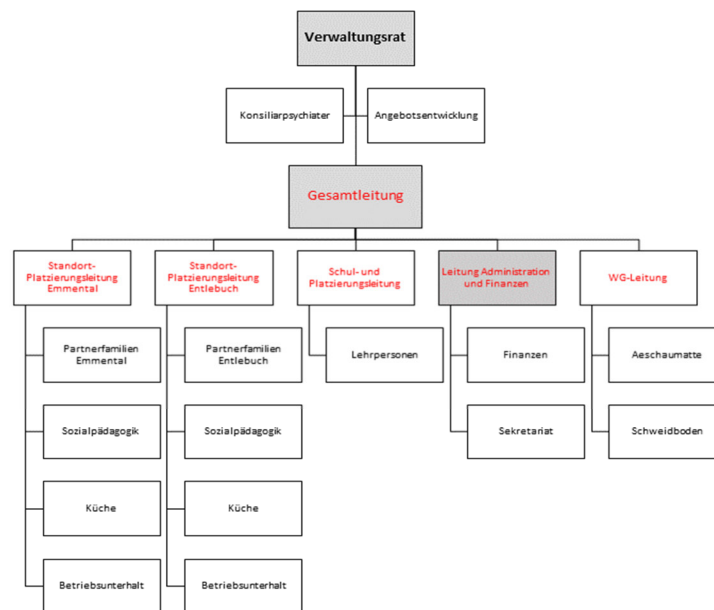 Verwaltungsrat
Konsiliarpsychiater
Angebotsentwicklung
Gesamtleitung
Standort-
Platzierungsleitung
Emmental
Standort-
Platzierungsleitung
Entlebuch
Schul- und
Platzierungsleitung
Leitung Administration
und Finanzen
WG-Leitung
Partnerfamilien
Emmental
Partnerfamilien
Entlebuch
Lehrpersonen
Finanzen
Aeschaumatte
Sozialpädagogik
Sozialpädagogik
Sekretariat
Schweidboden
Küche
Küche
Betriebsunterhalt
Betriebsunterhalt